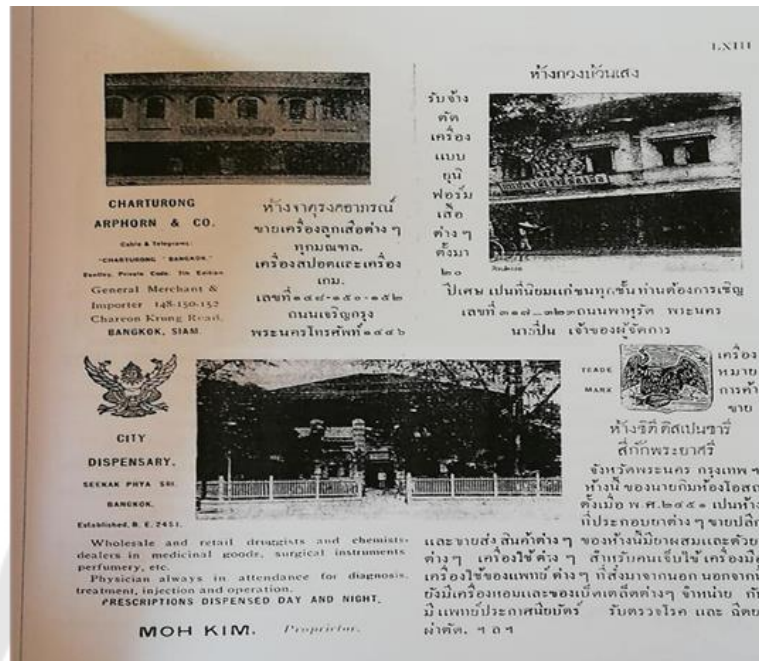 LXIII
CHARTURONG
ARPHORN & CO.
Cable & Telegrams:
"CHARTURONG BANGKOK."
Bentley, Private Code. 7th Edition
General Merchant &
Importer 148-150-152
Chareon Krung Road,
BANGKOK, SIAM.
ห้างจาตุรงคอาภรณ์
ขายเครื่องลูกเสือต่าง ๆ
ทุกมณฑล.
เครื่องสปอตและเครื่อง
เกม.
เลขที่ ๑๔๘-๑๕๐-๑๕๒
ถนนเจริญกรุง
พระนครโทรศัพท์ ๑๔๔๖
ห้างกวงบ้วนเส็ง
รับจ้าง
ตัด
เครื่อง
แบบ
ยูนิ
ฟอร์ม
เสื้อ
ต่าง ๆ
ตั้งมา
๒๐
ปีเศษ เปนที่นิยมแก่ชนทุกชั้นท่านต้องการเชิญ
เลขที่ ๓๑๗_๓๒๓ถนนพาหุรัด พระนคร
เจ้าของผู้จัดการ
CITY
DISPENSARY.
SEEKAK PHYA SRI.
BANGKOK.
Established, B. E. 2451.
Wholesale and retail druggists and chemists.
dealers in medicinal goods, surgical instruments
perfumery, etc.
Physician always in attendance for diagnosis,
treatment, injection and operation.
PRESCRIPTIONS DISPENSED DAY AND NIGHT.
MOH KIM. Proprietor.
TRADE
MARK
เครื่อง
หมาย
การค้า
ขาย
ห้างซิตี ดิสเปนซารี
สี่กั๊กพระยาศรี
จังหวัดพระนคร กรุงเทพ ฯ
ห้างนี้ ของนายกิมห้องโอสถ
ตั้งเมื่อ พ.ศ.๒๔๕๑ เปนห้าง
ที่ประกอบยาต่าง ๆ ขายปลีก
และขายส่ง สินค้าต่าง ๆ ของห้างนี้มียาผสมและตัวย
ต่าง ๆ เครื่องใช้ต่าง ๆ สำหรับคนเจ็บไข้ เครื่องมือ
เครื่องใช้ของแพทย์ ต่าง ๆ ที่สั่งมาจากนอก นอกจากน
ยังมีเครื่องหอมและของเบ็ดเตล็ดต่างๆ จำหน่าย กับ
มี แพทย์ประกาศนิยบัตร์ รับตรวจโรค และ ฉีดย
ผ่าตัด. ฯ ล ฯ